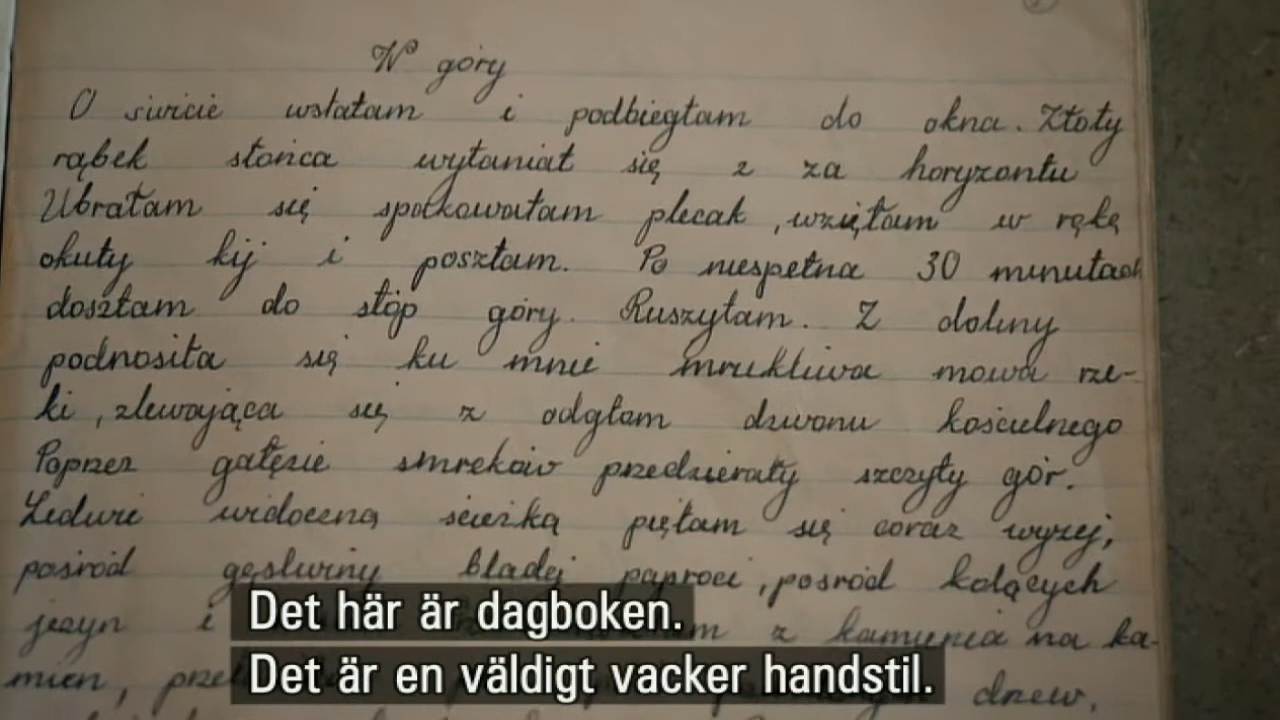 W góry
O świcie wstałam i podbiegłam do okna. Złoty
rąbek słońca wyłaniał się z za horyzontu
Ubrałam się spakowałam plecak, wzięłam w rękę
okuty kij i poszłam. Po niespełna 30 minutach
doszłam do stóp góry. Ruszyłam. Z doliny
podnosiła się ku mnie mrukliwa mowa rze-
ki, zlewająca się z odgłam dzwonu kościelnego
Poprzez gałęzie smreków przedzierały szczyty gór.
Ledwie widoczną ścieżką pięłam się coraz wyżej,
pośród gęstwiny bladej paproci, pośród kolących
jeżyn i z kamienia na ka-
mien, drzew,
Det här är dagboken.
Det är en väldigt vacker handstil.